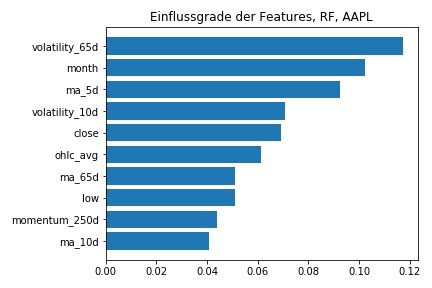 Einflussgrade der Features, RF, AAPL
volatility_65d
month
ma_5d
volatility_10d
close
ohlc_avg
ma_65d
low
momentum_250d
ma_10d
0.00 0.02 0.04 0.06 0.08 0.10 0.12